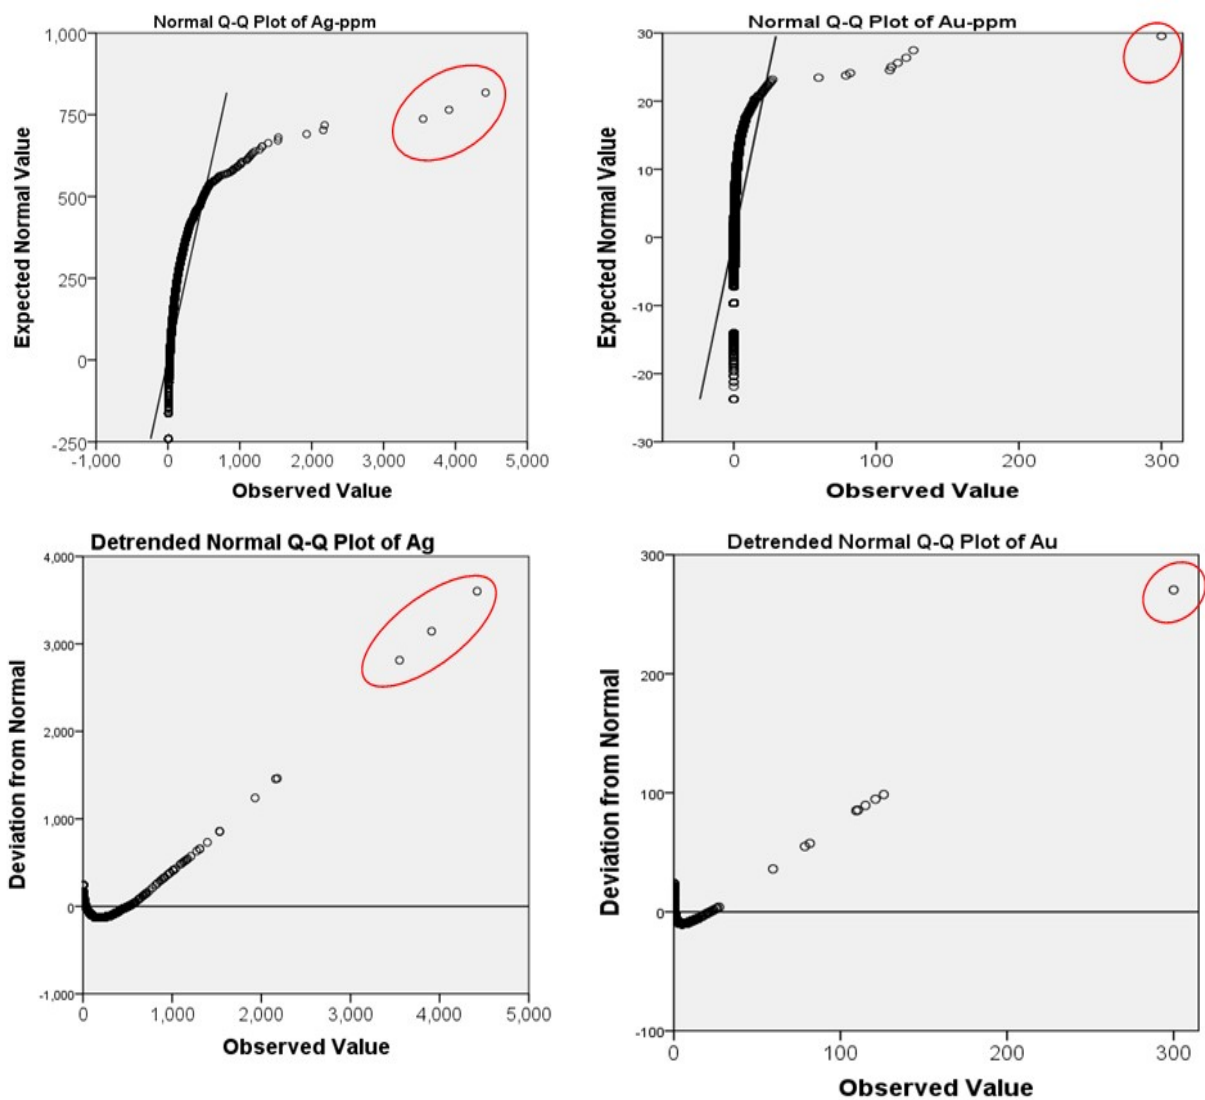 Normal Q-Q Plot of Ag-ppm
1,000
750
500
250
0
-250
-1,000 0 1,000 2,000 3,000 4,000 5,000
Expected Normal Value
Observed Value
Normal Q-Q Plot of Au-ppm
30
20
10
0
-10
-20
-30
0 100 200 300
Expected Normal Value
Observed Value
Detrended Normal Q-Q Plot of Ag
4,000
3,000
2,000
1,000
0
-1,000
0 1,000 2,000 3,000 4,000 5,000
Deviation from Normal
Observed Value
Detrended Normal Q-Q Plot of Au
300
200
100
0
-100
0 100 200 300
Deviation from Normal
Observed Value